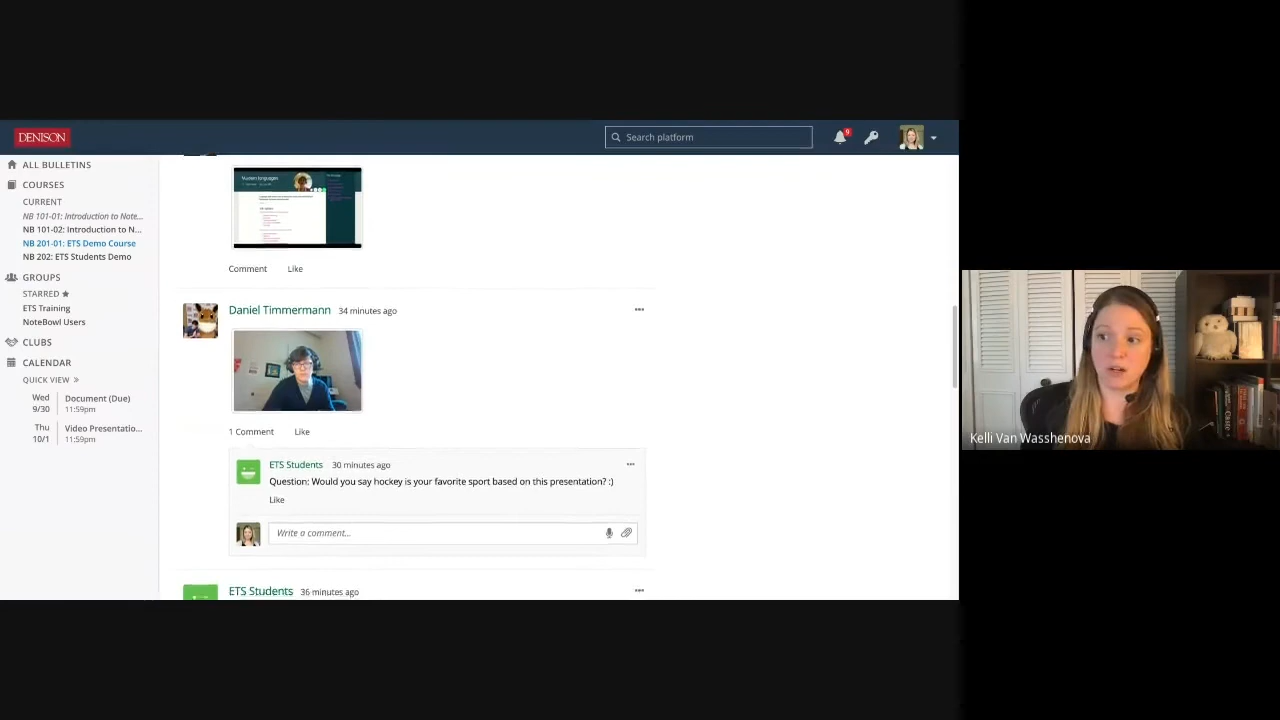 DENISON
Search platform
9
ALL BULLETINS
COURSES
CURRENT
NB 101-01: Introduction to Note...
NB 101-02: Introduction to N...
NB 201-01: ETS Demo Course
NB 202: ETS Students Demo
GROUPS
STARRED
ETS Training
NoteBowl Users
CLUBS
CALENDAR
QUICK VIEW »
Wed
9/30
Document (Due)
11:59pm
Thu
10/1
Video Presentatio...
11:59pm
Comment Like
Daniel Timmermann 34 minutes ago
1 Comment Like
ETS Students 30 minutes ago
Question: Would you say hockey is your favorite sport based on this presentation? :)
Like
Write a comment...
ETS Students 36 minutes ago
Kelli Van Wasshenova